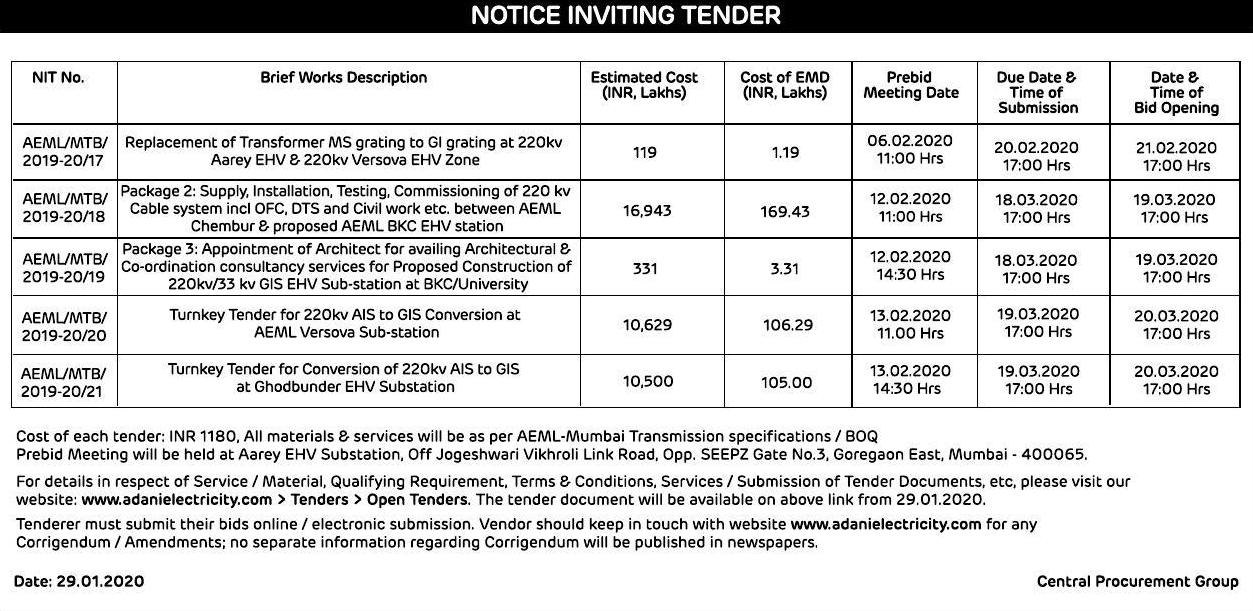 NOTICE INVITING TENDER
NIT No.
Brief Works Description
Estimated Cost
(INR, Lakhs)
Cost of EMD
(INR, Lakhs)
Prebid
Meeting Date
Due Date &
Time of
Submission
Date &
Time of
Bid Opening
AEML/MTB/
2019-20/17
Replacement of Transformer MS grating to GI grating at 220kv
Aarey EHV & 220kv Versova EHV Zone
119
1.19
06.02.2020
11:00 Hrs
20.02.2020
17:00 Hrs
21.02.2020
17:00 Hrs
AEML/MTB/
2019-20/18
Package 2: Supply, Installation, Testing, Commissioning of 220 kv
Cable system incl OFC, DTS and Civil work etc. between AEML
Chembur & proposed AEML BKC EHV station
16,943
169.43
12.02.2020
11:00 Hrs
18.03.2020
17:00 Hrs
19.03.2020
17:00 Hrs
AEML/MTB/
2019-20/19
Package 3: Appointment of Architect for availing Architectural &
Co-ordination consultancy services for Proposed Construction of
220kv/33 kv GIS EHV Sub-station at BKC/University
331
3.31
12.02.2020
14:30 Hrs
18.03.2020
17:00 Hrs
19.03.2020
17:00 Hrs
AEML/MTB/
2019-20/20
Turnkey Tender for 220kv AIS to GIS Conversion at
AEML Versova Sub-station
10,629
106.29
13.02.2020
11.00 Hrs
19.03.2020
17:00 Hrs
20.03.2020
17:00 Hrs
AEML/MTB/
2019-20/21
Turnkey Tender for Conversion of 220kv AIS to GIS
at Ghodbunder EHV Substation
10,500
105.00
13.02.2020
14:30 Hrs
19.03.2020
17:00 Hrs
20.03.2020
17:00 Hrs
Cost of each tender: INR 1180, All materials & services will be as per AEML-Mumbai Transmission specifications / BOQ
Prebid Meeting will be held at Aarey EHV Substation, Off Jogeshwari Vikhroli Link Road, Opp. SEEPZ Gate No.3, Goregaon East, Mumbai - 400065.
For details in respect of Service / Material, Qualifying Requirement, Terms & Conditions, Services / Submission of Tender Documents, etc, please visit our
website: www.adanielectricity.com > Tenders > Open Tenders. The tender document will be available on above link from 29.01.2020.
Tenderer must submit their bids online / electronic submission. Vendor should keep in touch with website www.adanielectricity.com for any
Corrigendum / Amendments; no separate information regarding Corrigendum will be published in newspapers.
Date: 29.01.2020
Central Procurement Group